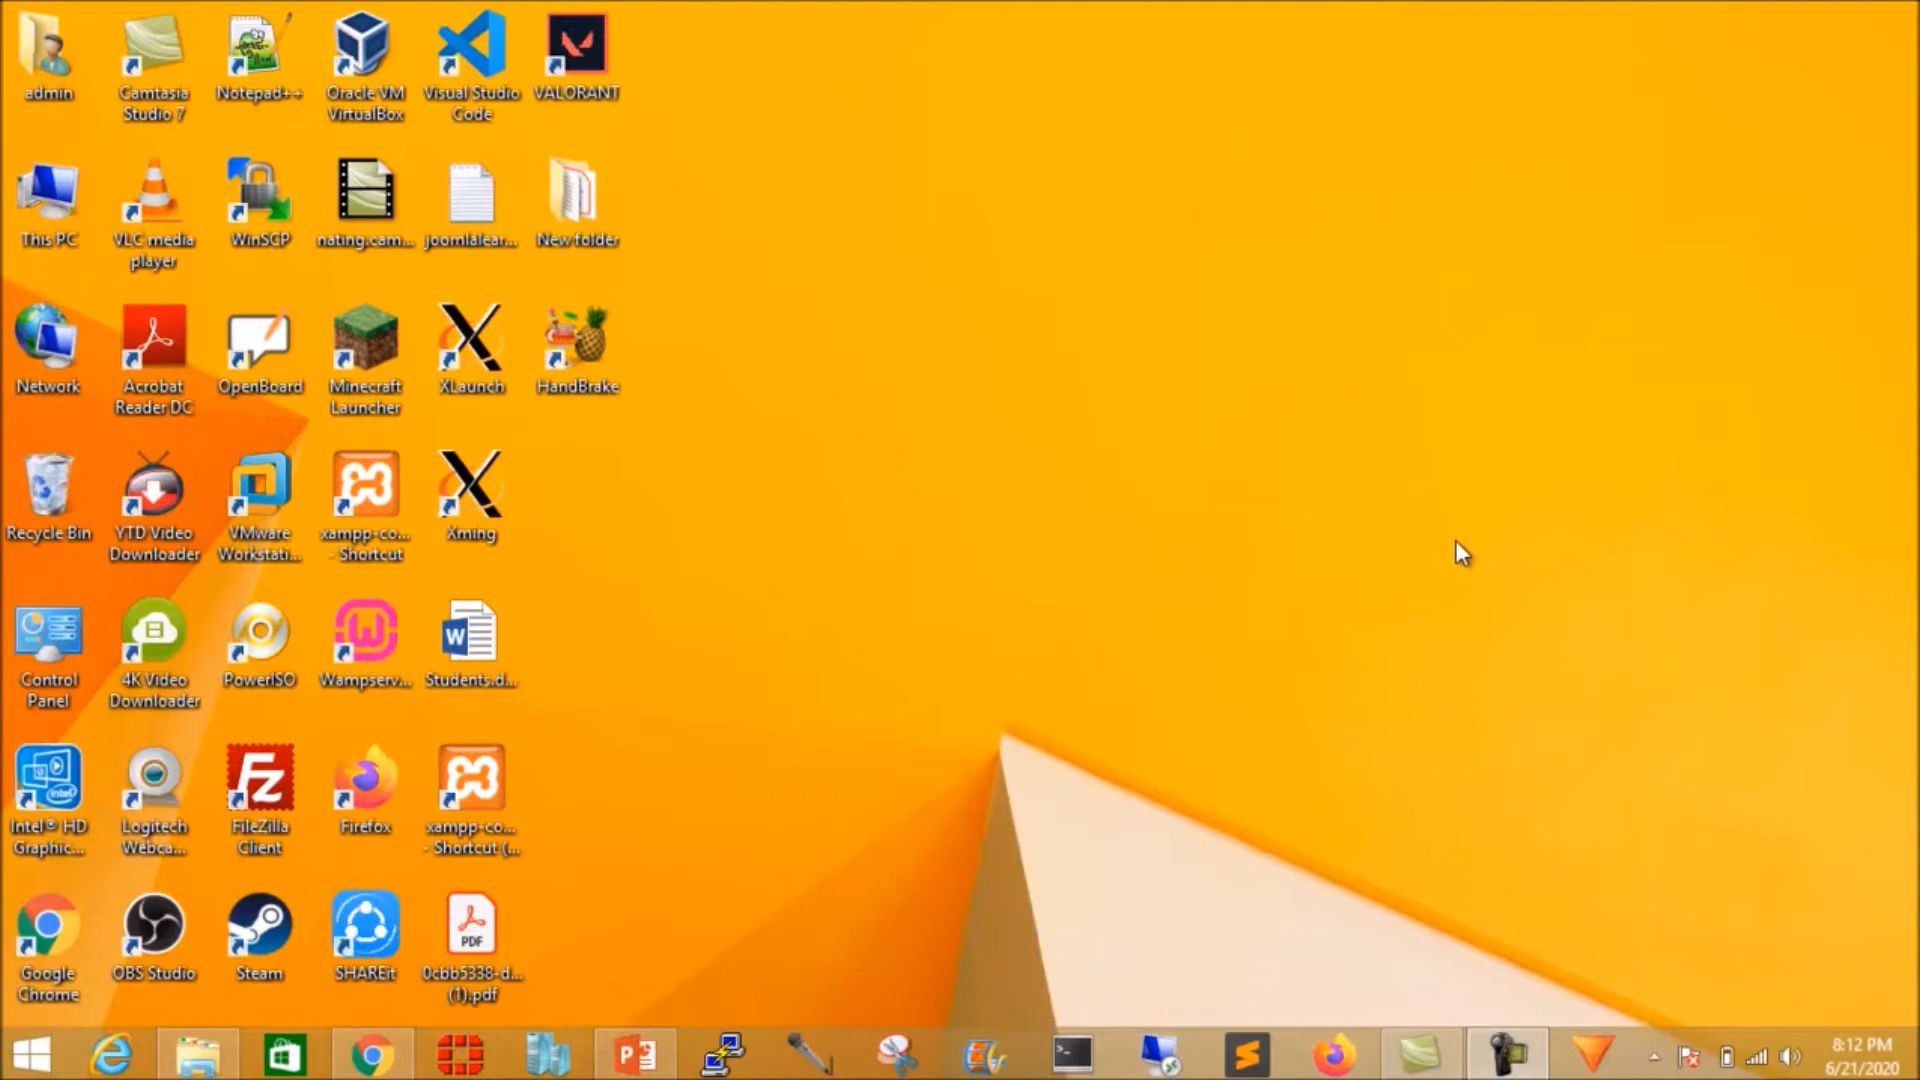 admin
Camtasia
Studio 7
Notepad++
Oracle VM
VirtualBox
Visual Studio
Code
VALORANT
This PC
VLC media
player
WinSCP
nating.cam...
joomlalear...
New folder
Network
Acrobat
Reader DC
OpenBoard
Minecraft
Launcher
XLaunch
HandBrake
Recycle Bin
YTD Video
Downloader
VMware
Workstati...
xampp-co...
- Shortcut
Xming
Control
Panel
4K Video
Downloader
PowerISO
Wampserv...
W
Students.d...
intel
Intel® HD
Graphic...
Logitech
Webca...
Fz
FileZilla
Client
Firefox
xampp-co...
- Shortcut (...
Google
Chrome
OBS Studio
Steam
SHAREit
PDF
0cbb5338-d...
(1).pdf
8:12 PM
6/21/2020